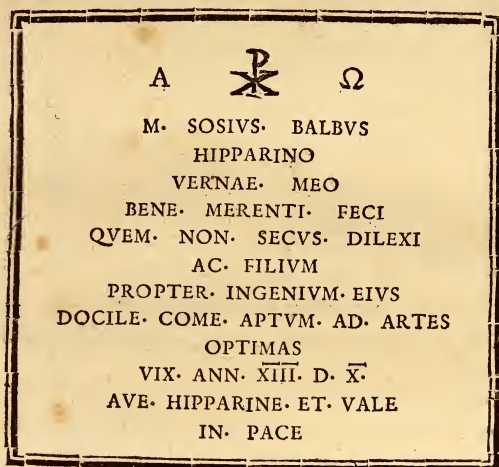 A ☧ Ω
M· SOSIVS· BALBVS
HIPPARINO
VERNAE· MEO
BENE· MERENTI· FECI
QVEM· NON· SECVS· DILEXI
AC· FILIVM
PROPTER· INGENIVM· EIVS
DOCILE· COME· APTVM· AD· ARTES
OPTIMAS
VIX· ANN· X̅I̅I̅I̅· D· X̅·
AVE· HIPPARINE· ET· VALE
IN· PACE